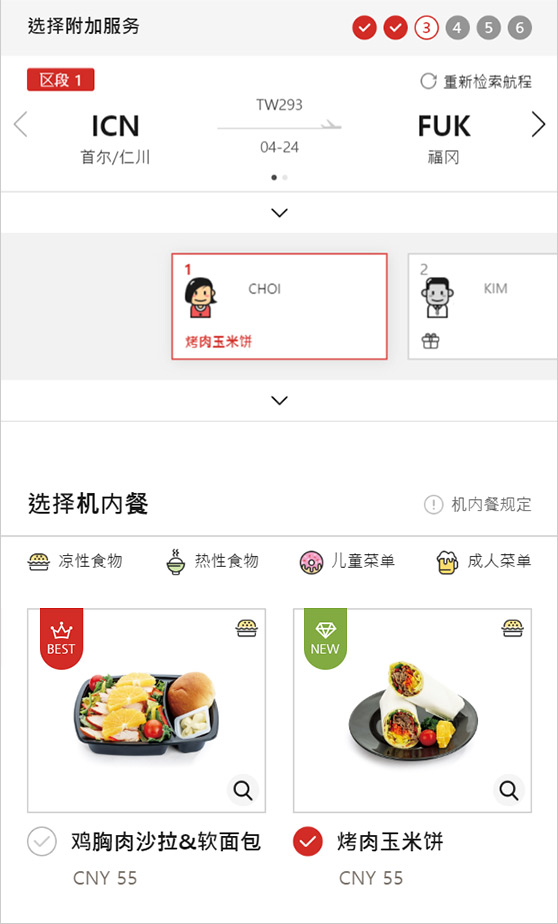 选择附加服务
3 4 5 6
区段 1
重新检索航程
ICN
首尔/仁川
TW293
04-24
FUK
福冈
1
CHOI
烤肉玉米饼
2
KIM
选择机内餐
机内餐规定
凉性食物 热性食物 儿童菜单 成人菜单
BEST
NEW
鸡胸肉沙拉&软面包
CNY 55
烤肉玉米饼
CNY 55